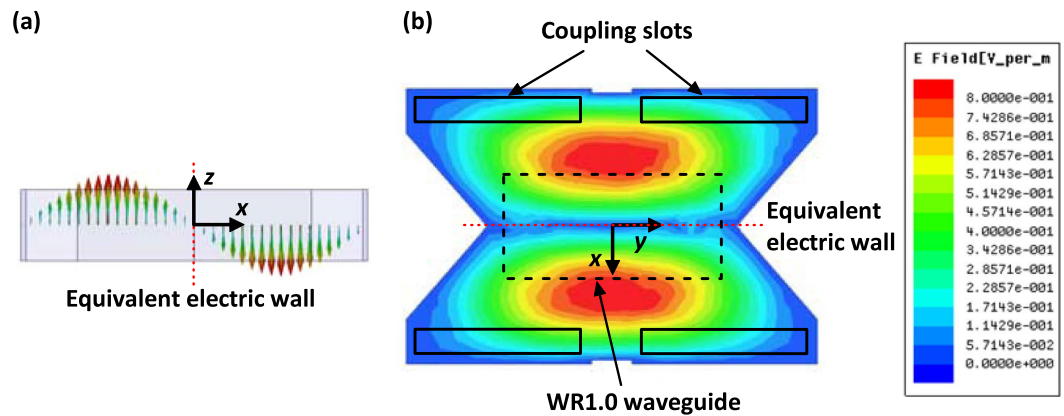 (a)
z
x
Equivalent electric wall
(b)
Coupling slots
y
x
Equivalent
electric wall
WR1.0 waveguide
E Field[V_per_m
8.0000e-001
7.4286e-001
6.8571e-001
6.2857e-001
5.7143e-001
5.1429e-001
4.5714e-001
4.0000e-001
3.4286e-001
2.8571e-001
2.2857e-001
1.7143e-001
1.1429e-001
5.7143e-002
0.0000e+000